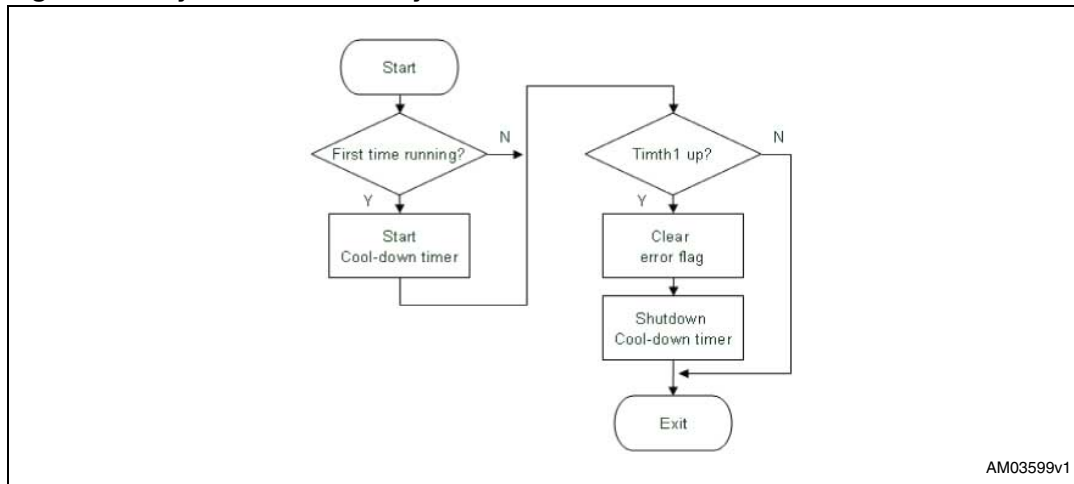 Start
First time running?
N
Y
Start
Cool-down timer
Timth1 up?
N
Y
Clear
error flag
Shutdown
Cool-down timer
Exit
AM03599v1